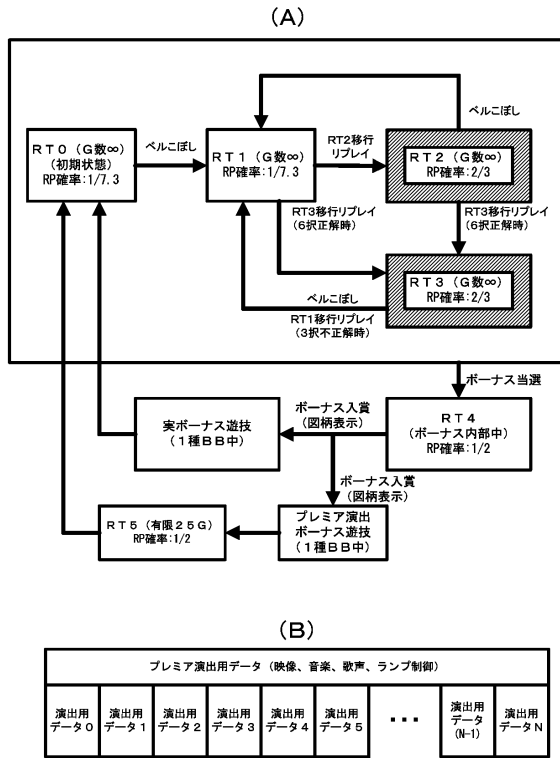 (A)
RT0(G数∞)
(初期状態)
RP確率:1/7.3
ベルこぼし
RT1(G数∞)
RP確率:1/7.3
RT2移行
リプレイ
ベルこぼし
RT2(G数∞)
RP確率:2/3
RT3移行リプレイ
(6択正解時)
RT3移行リプレイ
(6択正解時)
RT3(G数∞)
RP確率:2/3
ベルこぼし
RT1移行リプレイ
(3択不正解時)
ボーナス当選
実ボーナス遊技
(1種BB中)
ボーナス入賞
(図柄表示)
RT4
(ボーナス内部中)
RP確率:1/2
ボーナス入賞
(図柄表示)
RT5(有限25G)
RP確率:1/2
プレミア演出
ボーナス遊技
(1種BB中)
(B)
プレミア演出用データ(映像、音楽、歌声、ランプ制御)
演出用
データ0
演出用
データ1
演出用
データ2
演出用
データ3
演出用
データ4
演出用
データ5
・・・
演出用
データ
(N-1)
演出用
データN